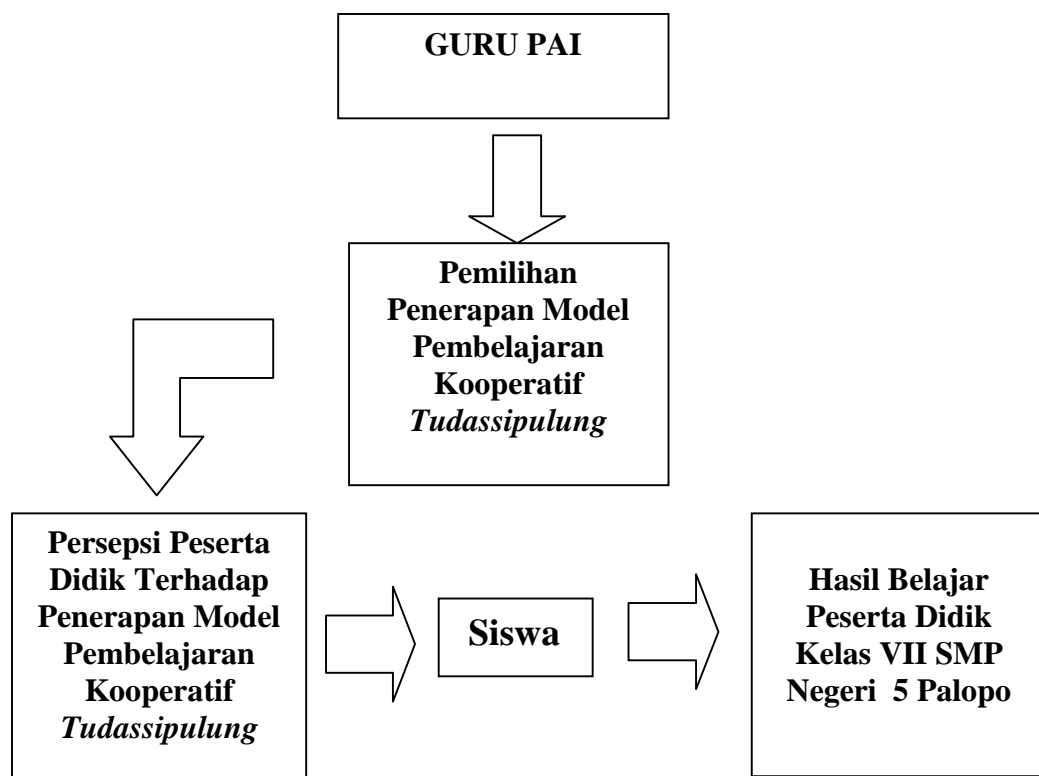 GURU PAI
Pemilihan
Penerapan Model
Pembelajaran
Kooperatif
Tudassipulung
Persepsi Peserta
Didik Terhadap
Penerapan Model
Pembelajaran
Kooperatif
Tudassipulung
Siswa
Hasil Belajar
Peserta Didik
Kelas VII SMP
Negeri 5 Palopo